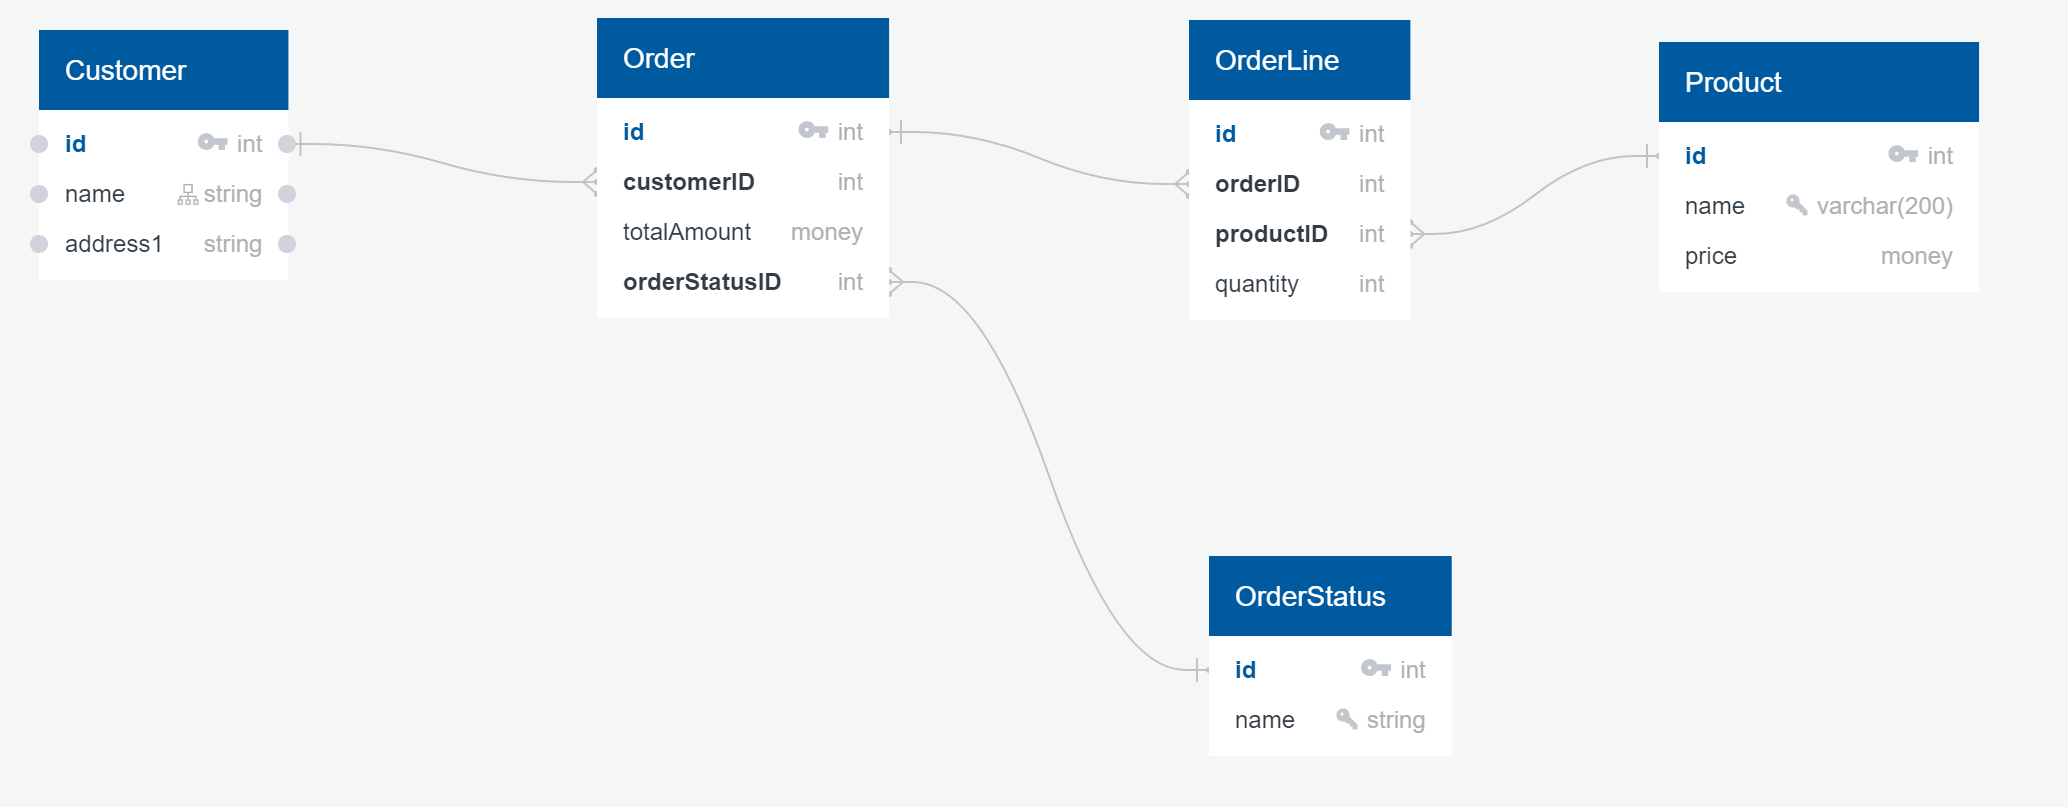 Customer
id int
name string
address1 string
Order
id int
customerID int
totalAmount money
orderStatusID int
OrderLine
id int
orderID int
productID int
quantity int
Product
id int
name varchar(200)
price money
OrderStatus
id int
name string